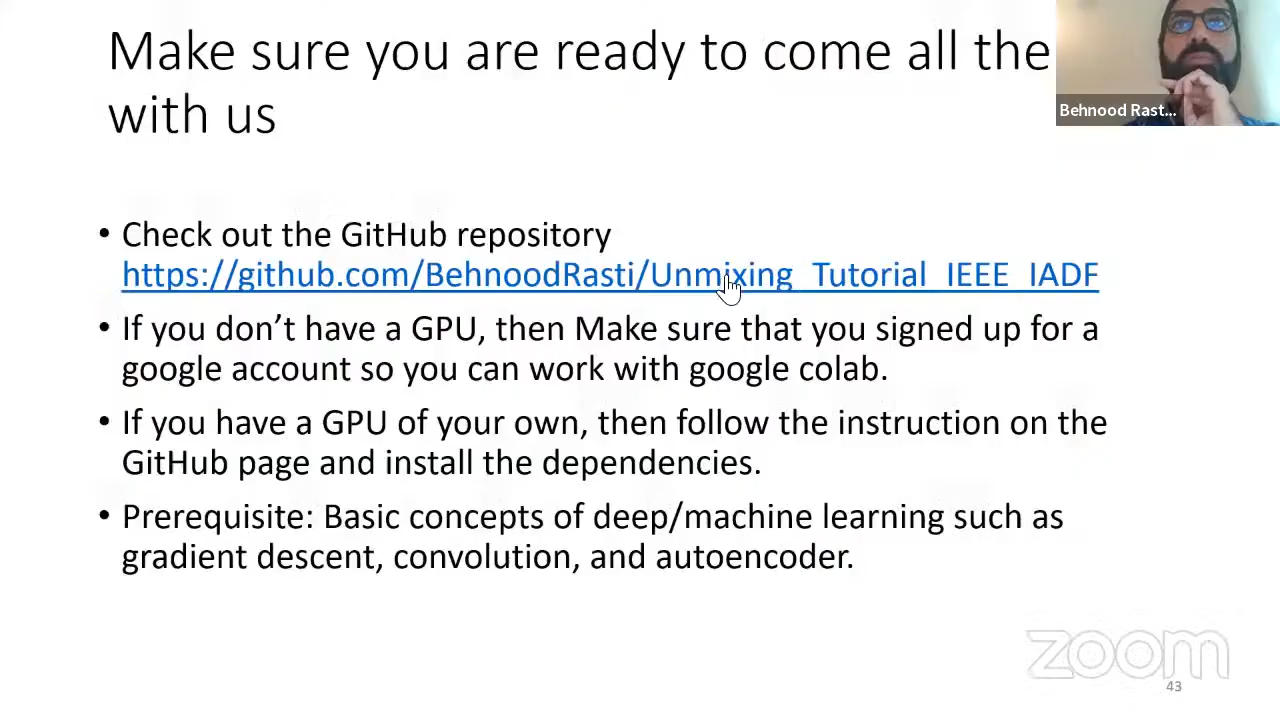 Make sure you are ready to come all the
with us
Behnood Rast...
• Check out the GitHub repository
https://github.com/BehnoodRasti/Unmixing_Tutorial_IEEE_IADF
• If you don’t have a GPU, then Make sure that you signed up for a
google account so you can work with google colab.
• If you have a GPU of your own, then follow the instruction on the
GitHub page and install the dependencies.
• Prerequisite: Basic concepts of deep/machine learning such as
gradient descent, convolution, and autoencoder.
zoom
43